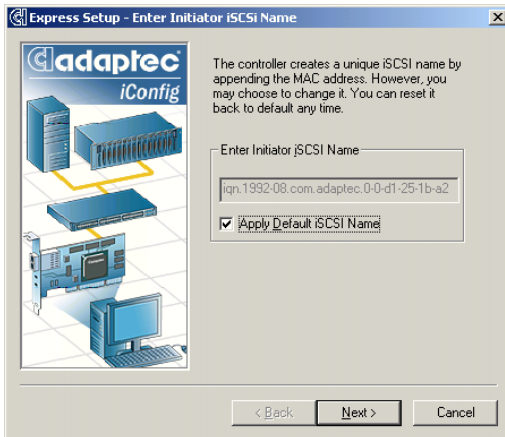 Express Setup - Enter Initiator iSCSi Name
adaptec
iConfig
The controller creates a unique iSCSI name by
appending the MAC address. However, you
may choose to change it. You can reset it
back to default any time.
Enter Initiator iSCSI Name
iqn.1992-08.com.adaptec.0-0-d1-25-1b-a2
Apply Default iSCSI Name
< Back
Next >
Cancel